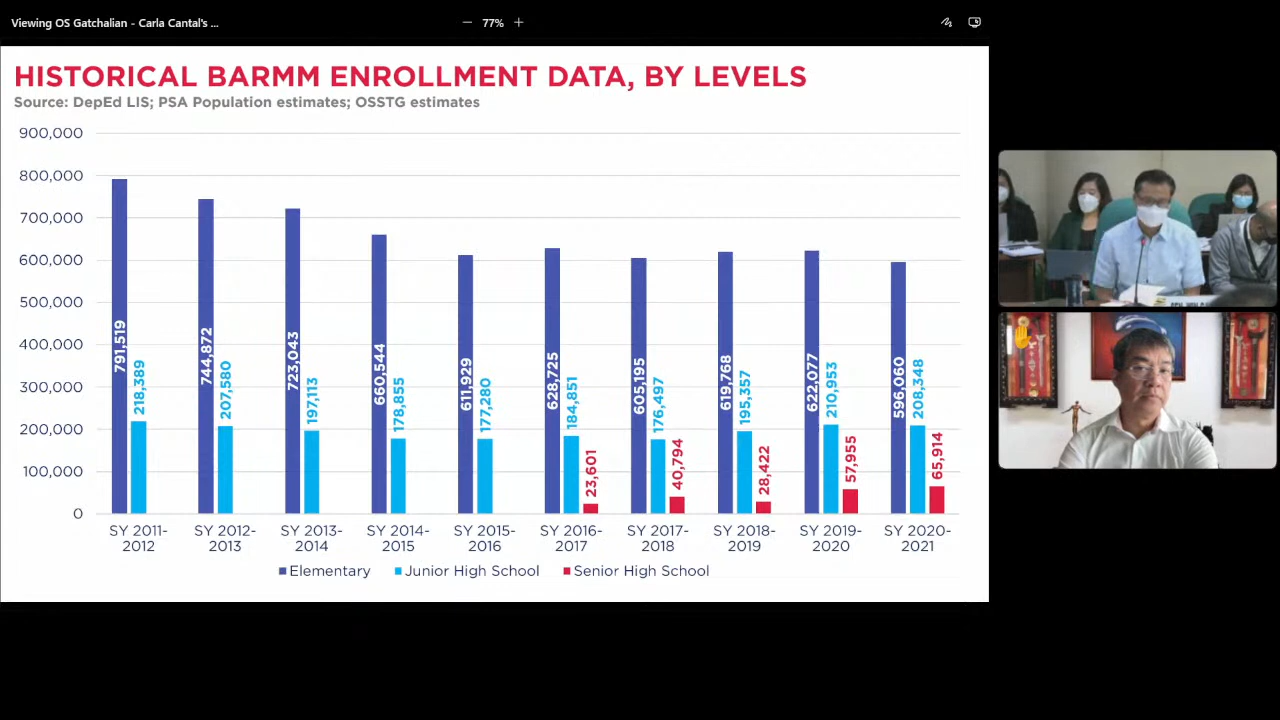 Viewing OS Gatchalian - Carla Cantal's ...
77%
HISTORICAL BARMM ENROLLMENT DATA, BY LEVELS
Source: DepEd LIS; PSA Population estimates; OSSTG estimates
900,000
800,000
700,000
600,000
500,000
400,000
300,000
200,000
100,000
0
791,519
218,389
744,872
207,580
723,043
197,113
660,544
178,855
611,929
177,280
628,725
184,851
23,601
605,195
176,497
40,794
619,768
195,357
28,422
622,077
210,953
57,955
596,060
208,348
65,914
SY 2011-
2012
SY 2012-
2013
SY 2013-
2014
SY 2014-
2015
SY 2015-
2016
SY 2016-
2017
SY 2017-
2018
SY 2018-
2019
SY 2019-
2020
SY 2020-
2021
Elementary
Junior High School
Senior High School